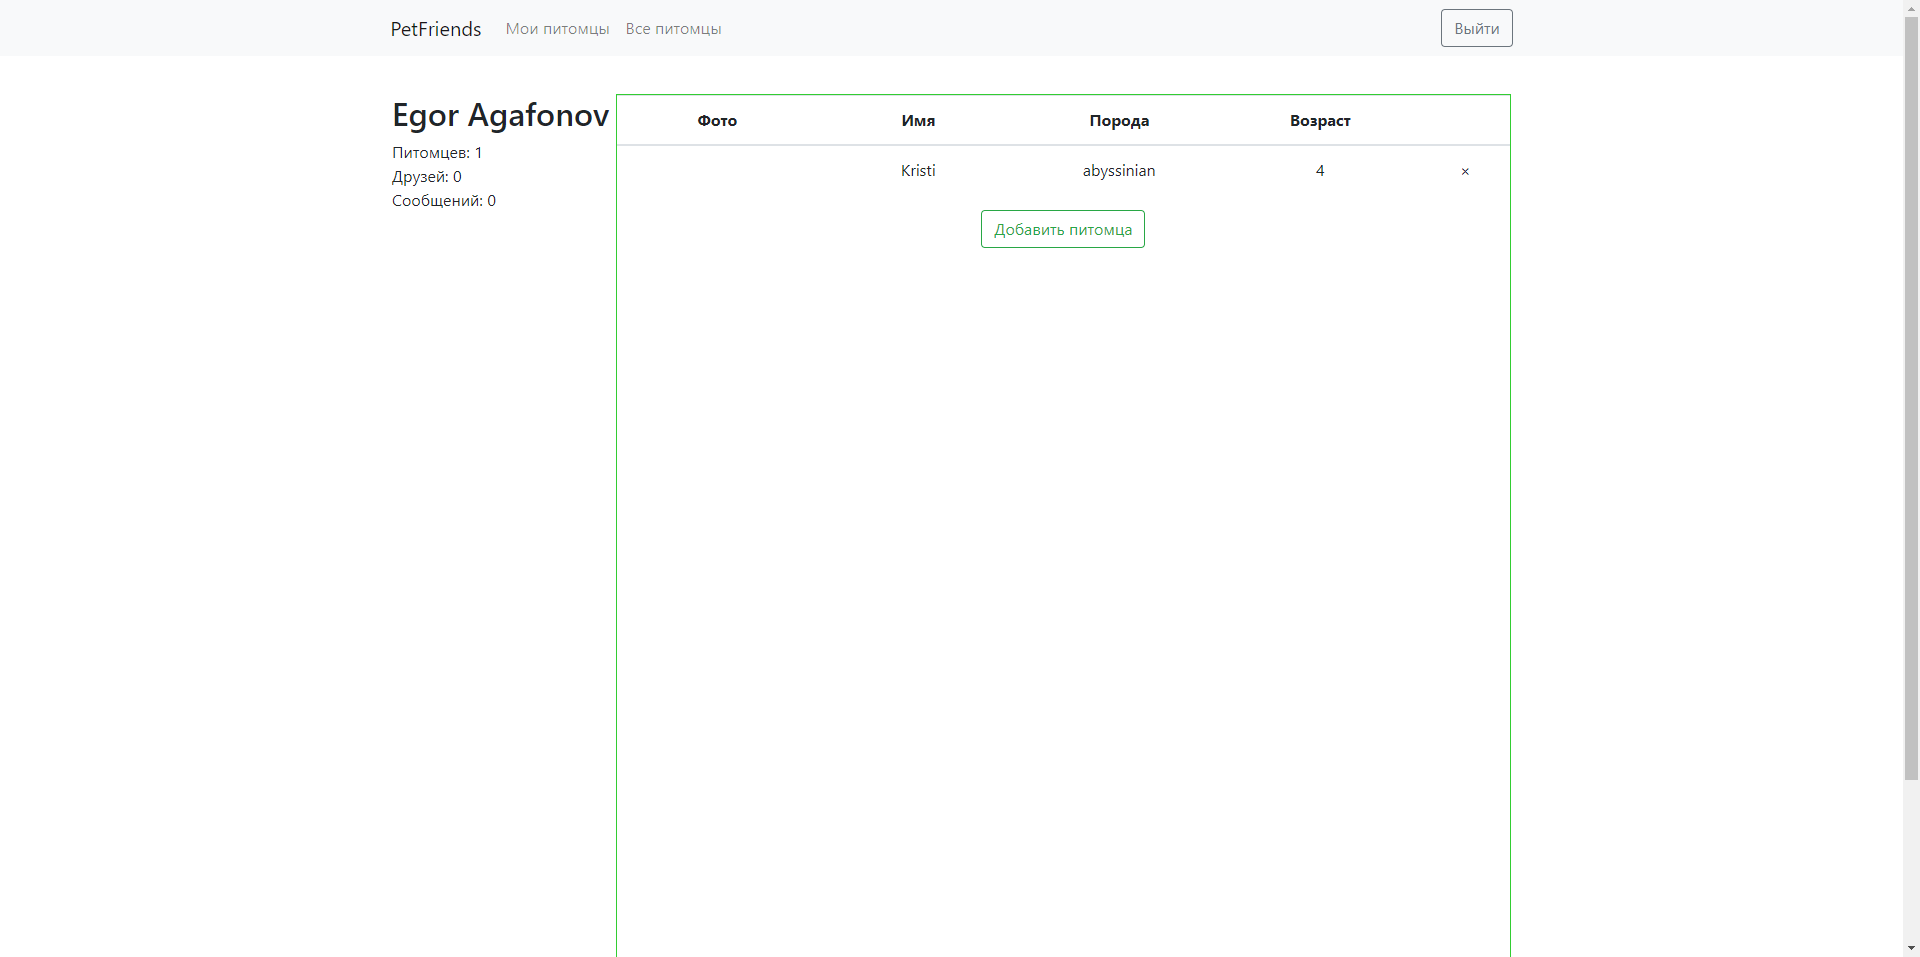 PetFriends Мои питомцы Все питомцы Выйти
Egor Agafonov
Питомцев: 1
Друзей: 0
Сообщений: 0
Фото Имя Порода Возраст
Kristi abyssinian 4 ×
Добавить питомца